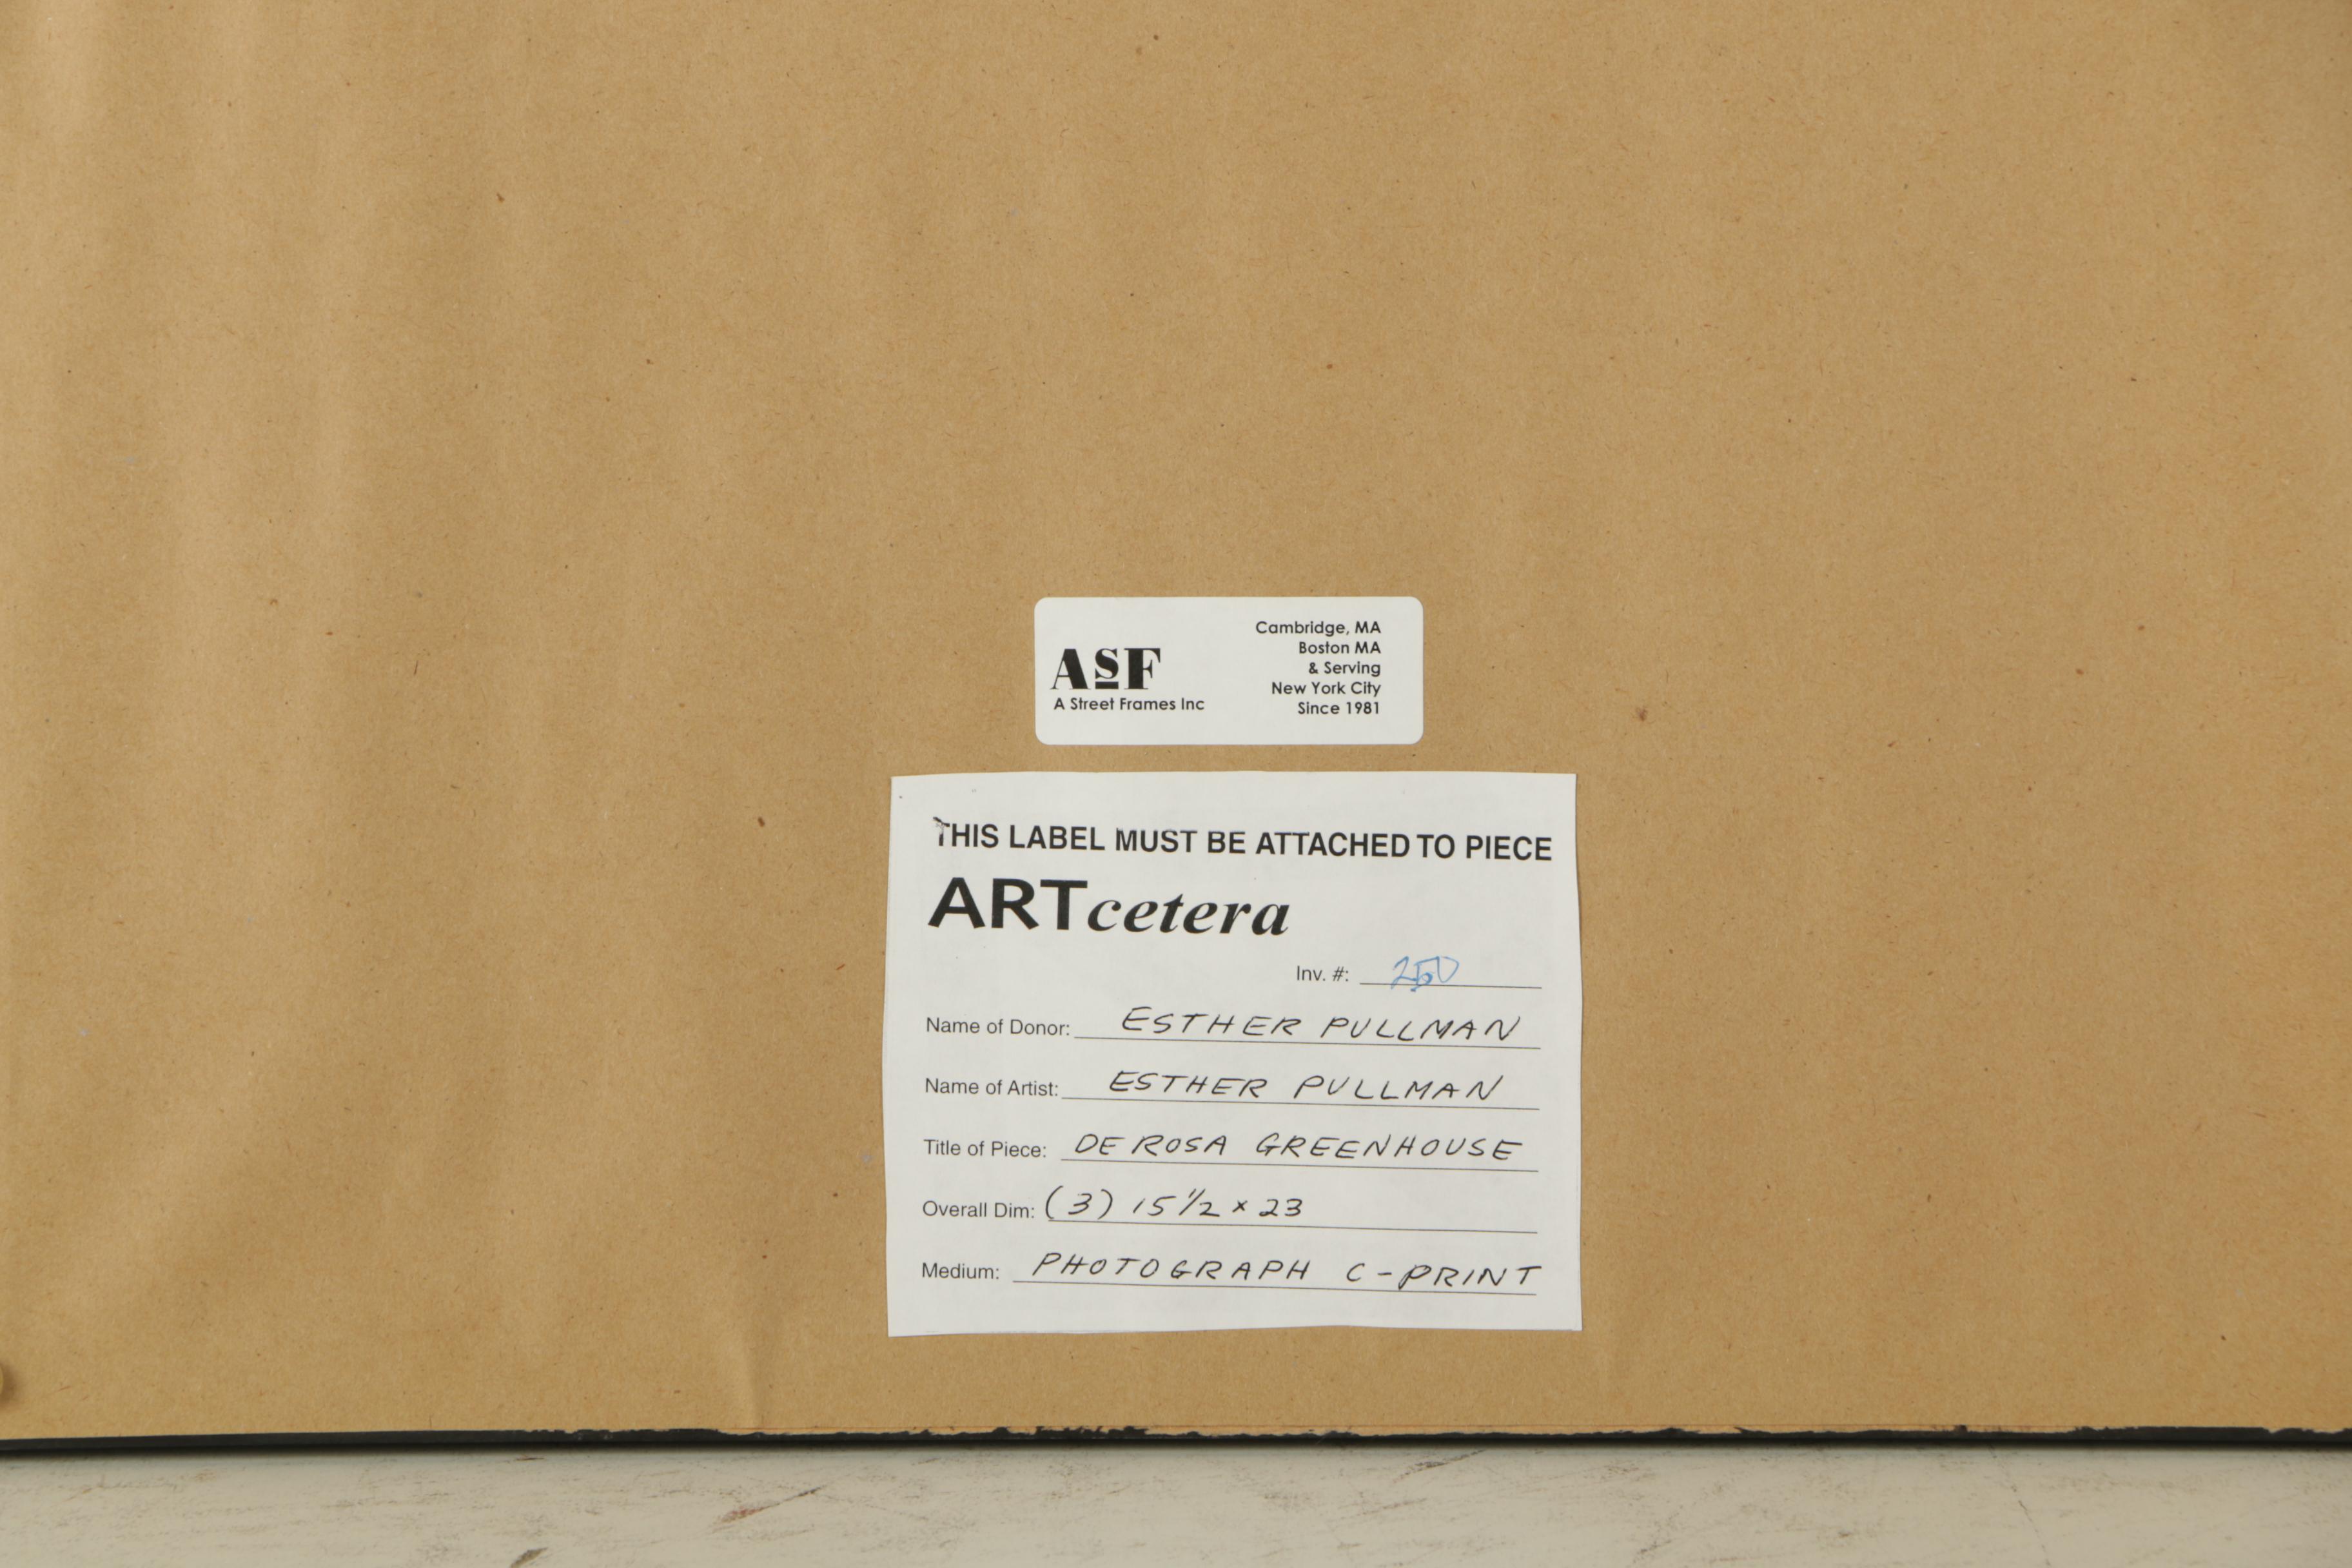 ASF
A Street Frames Inc
Cambridge, MA
Boston MA
& Serving
New York City
Since 1981
THIS LABEL MUST BE ATTACHED TO PIECE
ARTcetera
Inv. #:
Name of Donor: ESTHER PULLMAN
Name of Artist: ESTHER PULLMAN
Title of Piece: DE ROSA GREENHOUSE
Overall Dim: (3) 15 1/2 x 23
Medium: PHOTOGRAPH C-PRINT